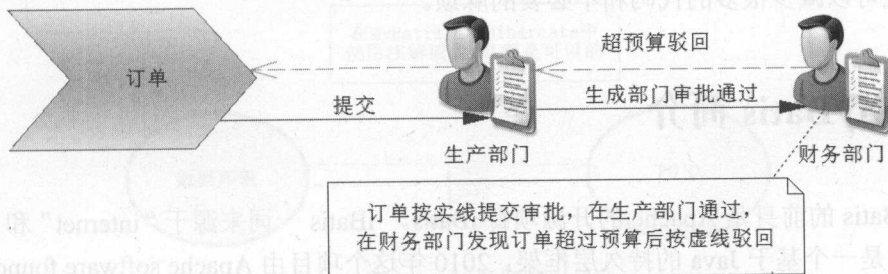 超预算驳回
订单
提交
生成部门审批通过
生产部门
财务部门
订单按实线提交审批，在生产部门通过，
在财务部门发现订单超过预算后按虚线驳回